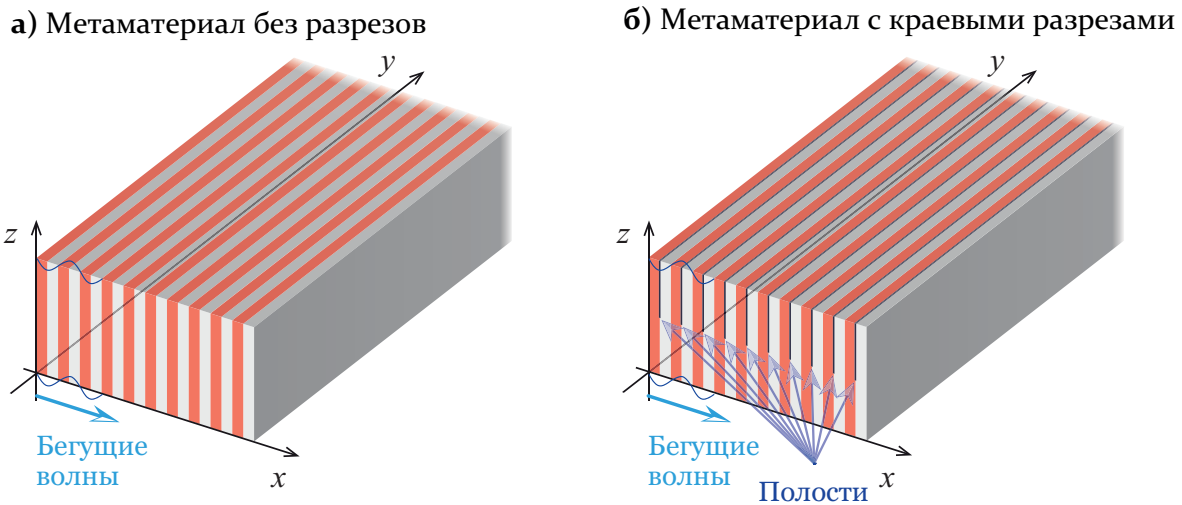 а) Метаматериал без разрезов
б) Метаматериал с краевыми разрезами
y
z
Бегущие
волны
x
y
z
Бегущие
волны
x
Полости